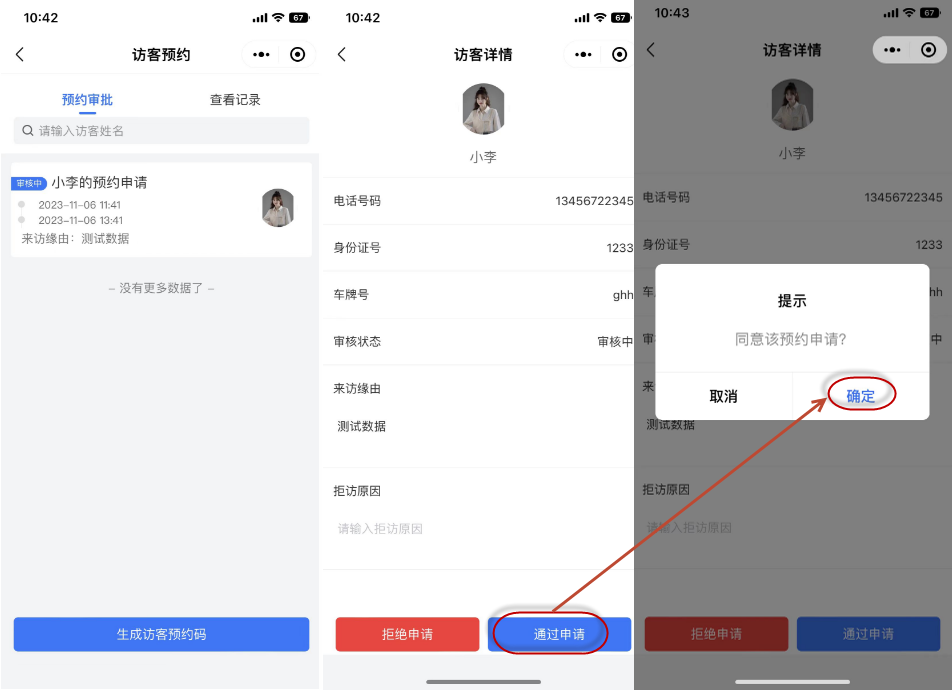 10:42
67
访客预约
预约审批
查看记录
请输入访客姓名
审核中
小李的预约申请
2023-11-06 11:41
2023-11-06 13:41
来访缘由：测试数据
– 没有更多数据了 –
生成访客预约码
10:42
67
访客详情
小李
电话号码
13456722345
身份证号
1233
车牌号
ghh
审核状态
审核中
来访缘由
测试数据
拒访原因
请输入拒访原因
拒绝申请
通过申请
10:43
67
访客详情
小李
电话号码
13456722345
身份证号
1233
车
hh
提示
同意该预约申请?
审
中
来
取消
确定
测试数据
拒访原因
请输入拒访原因
拒绝申请
通过申请